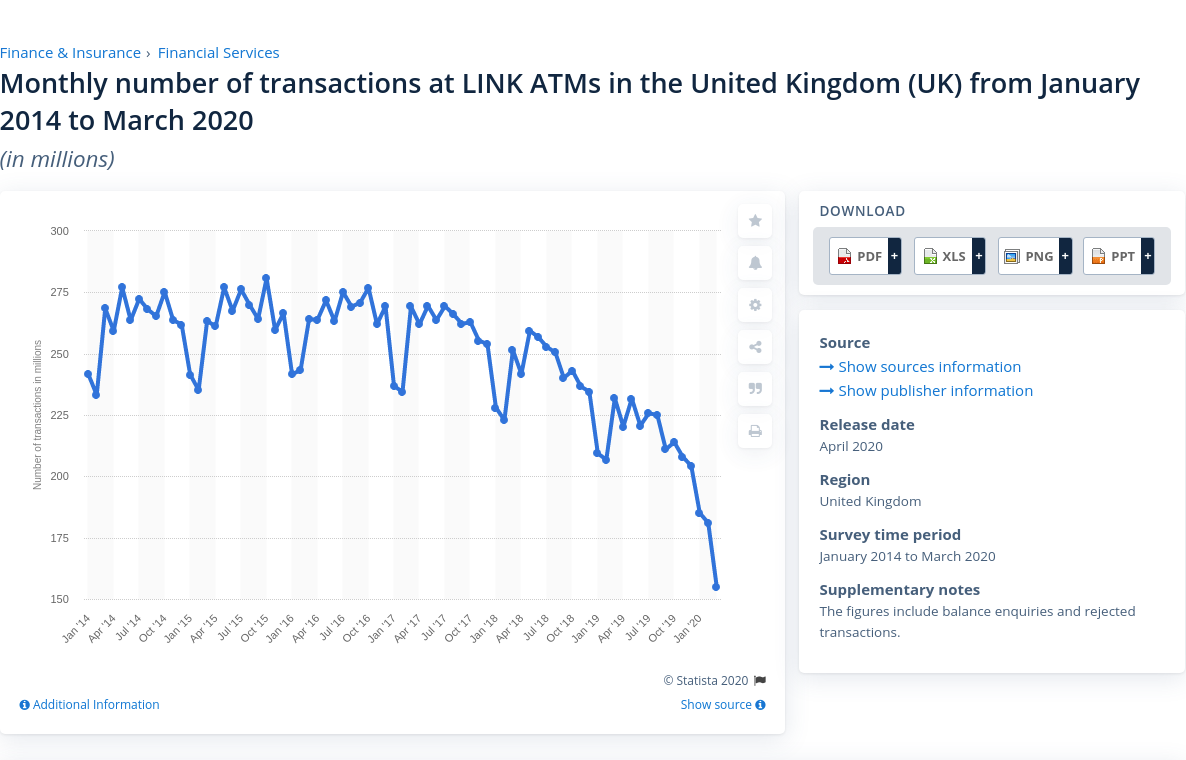 Finance & Insurance › Financial Services
Monthly number of transactions at LINK ATMs in the United Kingdom (UK) from January
2014 to March 2020
(in millions)
DOWNLOAD
PDF +
XLS +
PNG +
PPT +
300
275
250
225
200
175
150
Number of transactions in millions
Jan '14
Apr '14
Jul '14
Oct '14
Jan '15
Apr '15
Jul '15
Oct '15
Jan '16
Apr '16
Jul '16
Oct '16
Jan '17
Apr '17
Jul '17
Oct '17
Jan '18
Apr '18
Jul '18
Oct '18
Jan '19
Apr '19
Jul '19
Oct '19
Jan '20
© Statista 2020
Additional Information
Show source
Source
Show sources information
Show publisher information
Release date
April 2020
Region
United Kingdom
Survey time period
January 2014 to March 2020
Supplementary notes
The figures include balance enquiries and rejected
transactions.